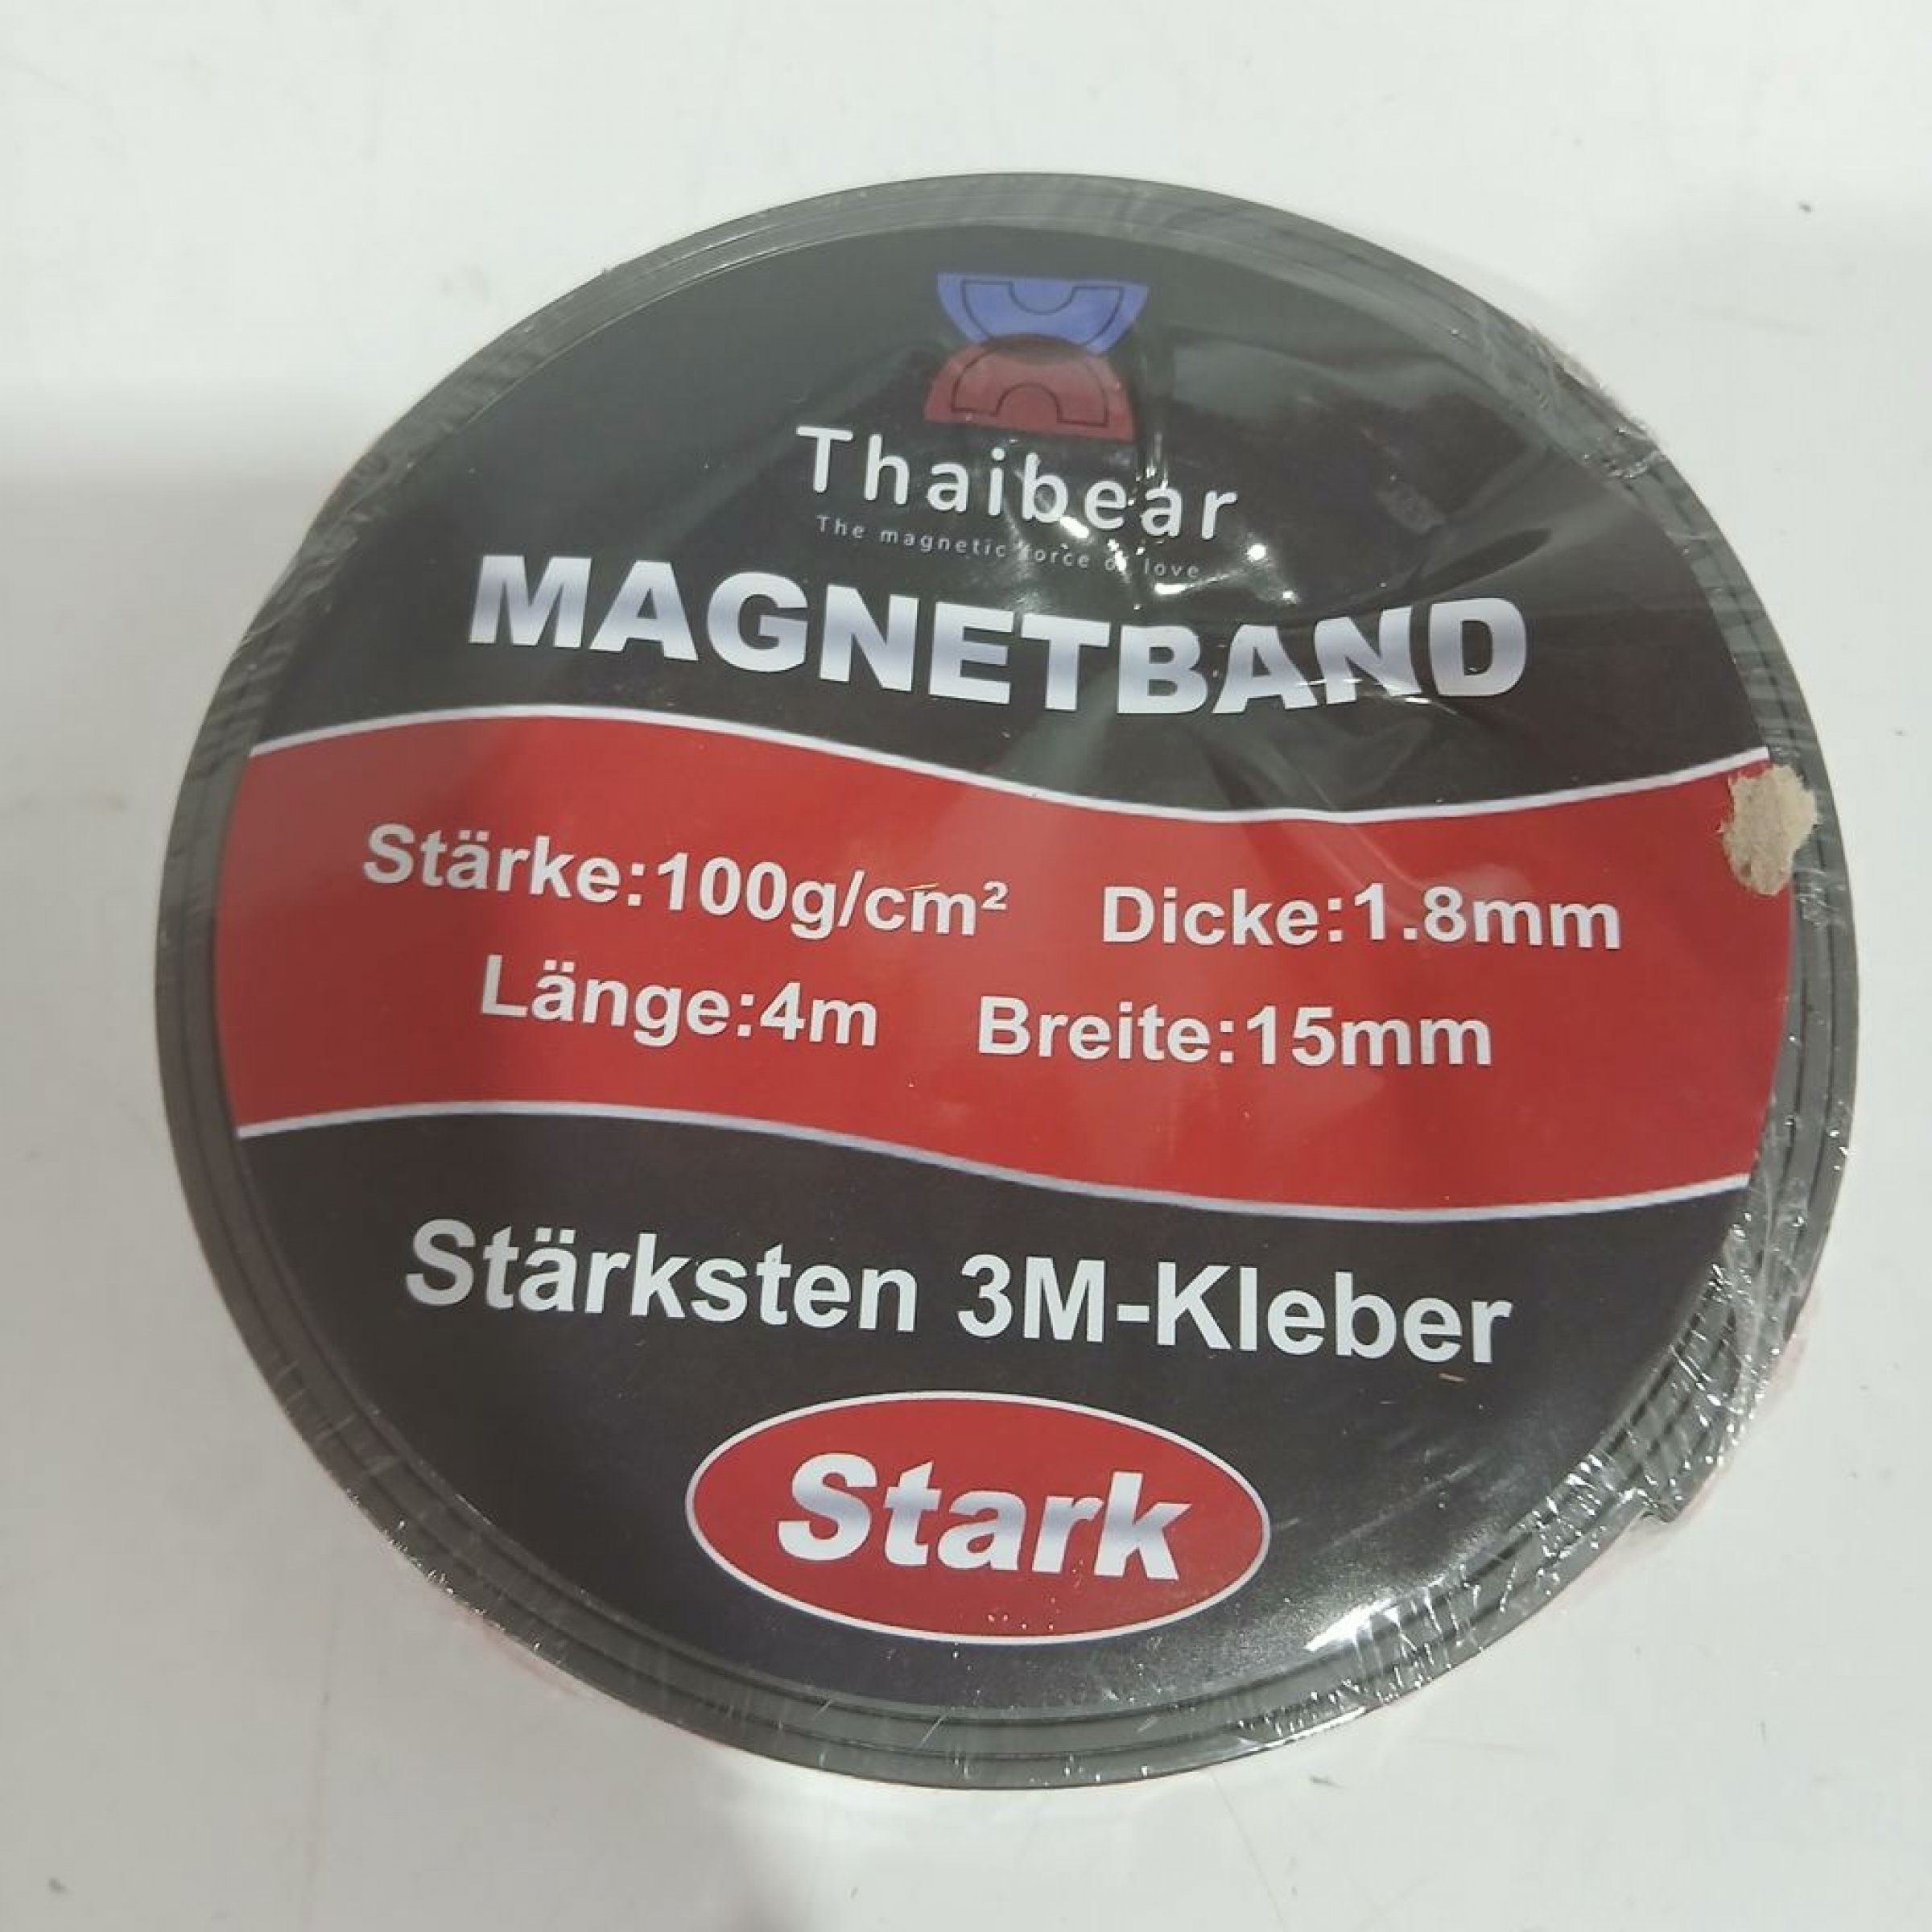 Thaibear
The magnetic force of love
MAGNETBAND
Stärke:100g/cm² Dicke:1.8mm
Länge:4m Breite:15mm
Stärksten 3M-Kleber
Stark